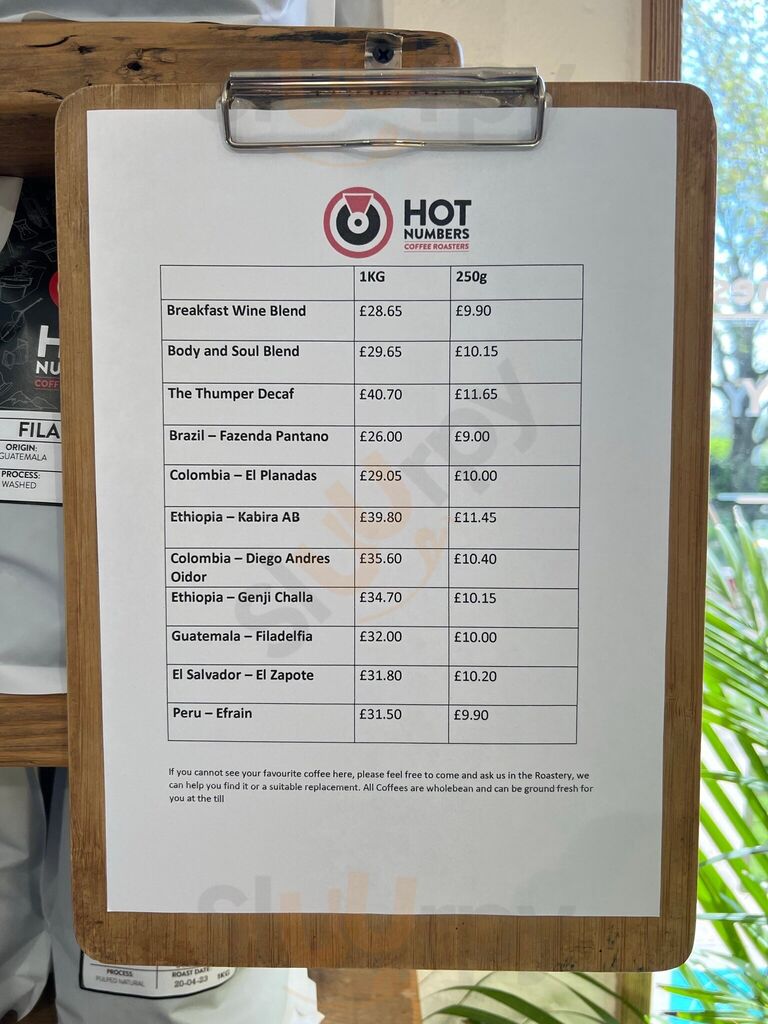 HOT
NUMBERS
COFFEE ROASTERS
1KG 250g
Breakfast Wine Blend £28.65 £9.90
Body and Soul Blend £29.65 £10.15
The Thumper Decaf £40.70 £11.65
Brazil – Fazenda Pantano £26.00 £9.00
Colombia – El Planadas £29.05 £10.00
Ethiopia – Kabira AB £39.80 £11.45
Colombia – Diego Andres £35.60 £10.40
Oidor
Ethiopia – Genji Challa £34.70 £10.15
Guatemala – Filadelfia £32.00 £10.00
El Salvador – El Zapote £31.80 £10.20
Peru – Efrain £31.50 £9.90
If you cannot see your favourite coffee here, please feel free to come and ask us in the Roastery, we
can help you find it or a suitable replacement. All Coffees are wholebean and can be ground fresh for
you at the till
H
NU
COFF
FILA
ORIGIN:
GUATEMALA
PROCESS:
WASHED
PROCESS
PULPED NATURAL
ROAST DATE
20-04-23
1KG
sluurpy
sluurpy
sluurpy